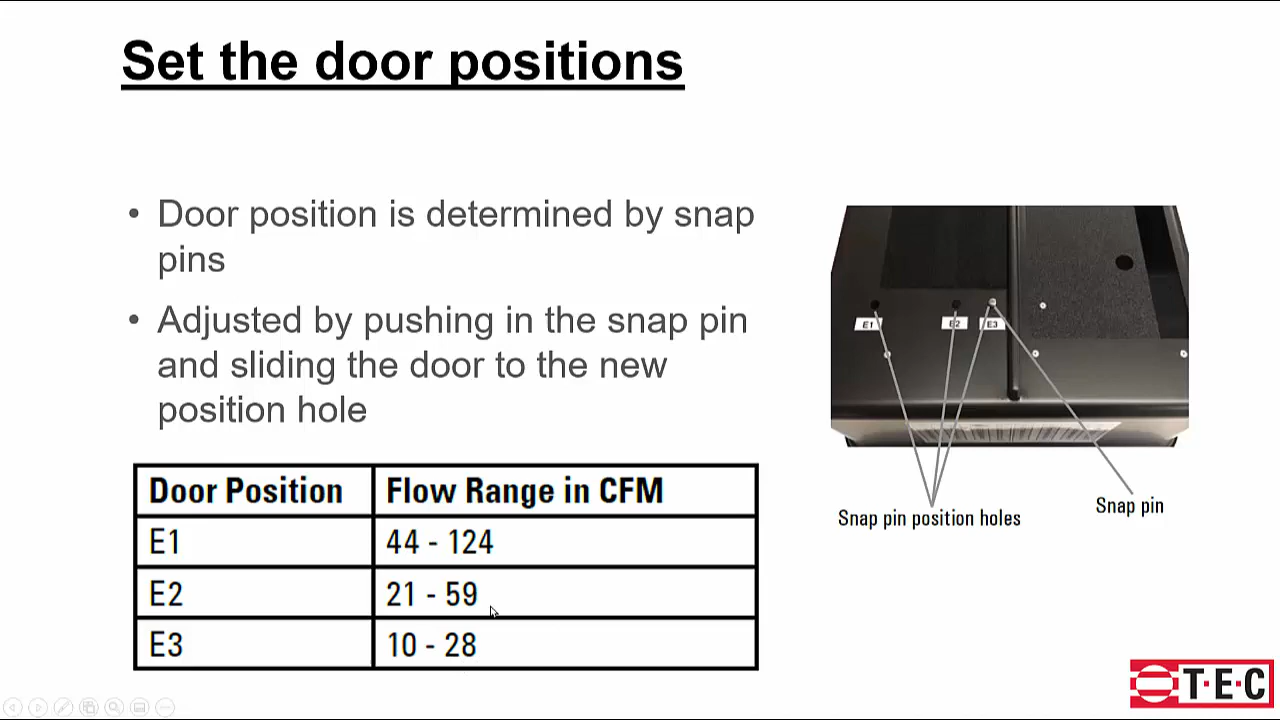 Set the door positions
• Door position is determined by snap
pins
• Adjusted by pushing in the snap pin
and sliding the door to the new
position hole
Door Position Flow Range in CFM
E1 44 - 124
E2 21 - 59
E3 10 - 28
E1 E2 E3
Snap pin position holes
Snap pin
T·E·C